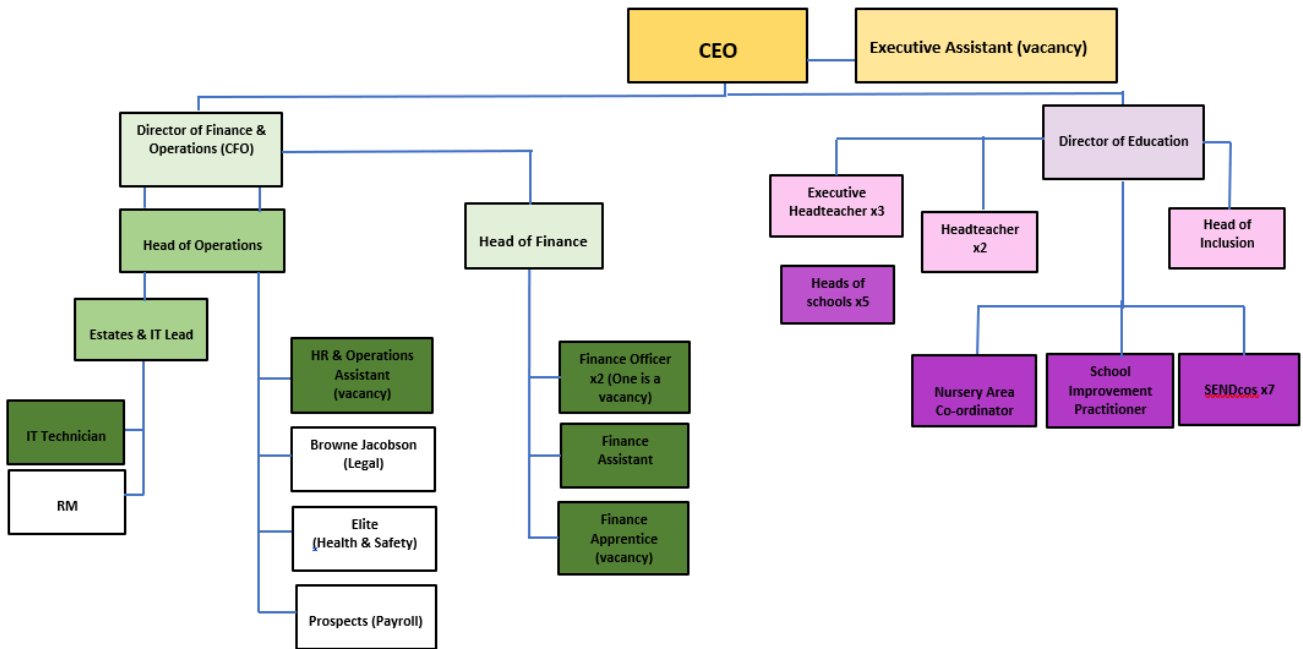 CEO
Executive Assistant (vacancy)
Director of Finance &
Operations (CFO)
Director of Education
Head of Operations
Head of Finance
Executive
Headteacher x3
Headteacher
x2
Head of
Inclusion
Heads of
schools x5
Estates & IT Lead
HR & Operations
Assistant
(vacancy)
Finance Officer
x2 (One is a
vacancy)
Nursery Area
Co-ordinator
School
Improvement
Practitioner
SENDcos x7
IT Technician
Browne Jacobson
(Legal)
Finance
Assistant
RM
Elite
(Health & Safety)
Finance
Apprentice
(vacancy)
Prospects (Payroll)